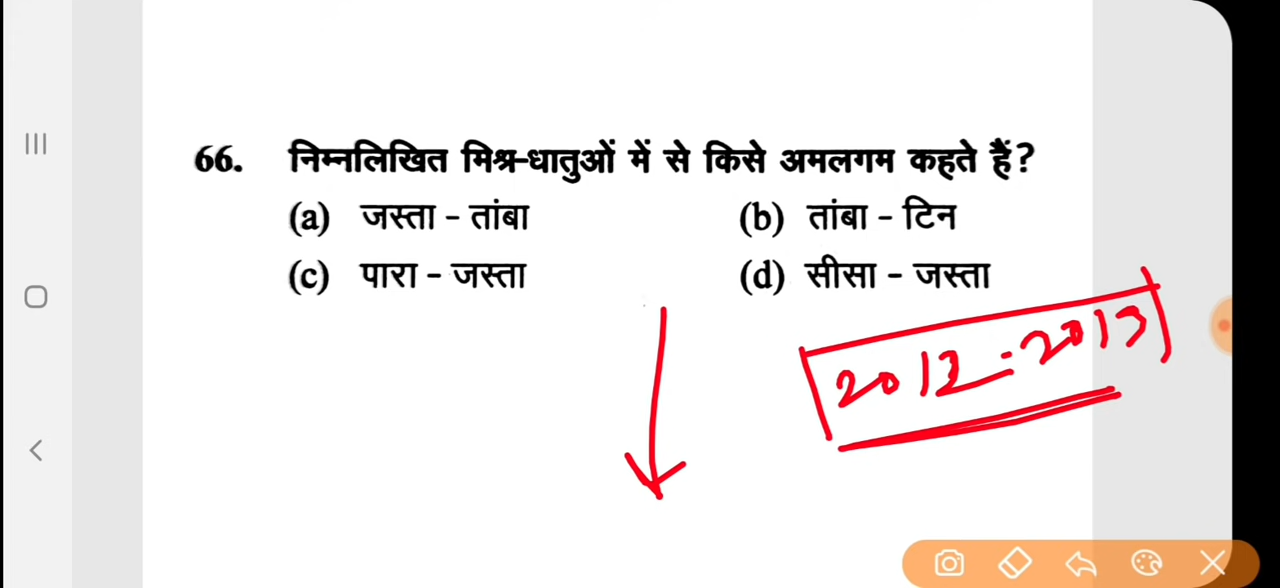 66. निम्नलिखित मिश्र-धातुओं में से किसे अमलगम कहते हैं?
(a) जस्ता - तांबा (b) तांबा - टिन
(c) पारा - जस्ता (d) सीसा - जस्ता
2012-2013